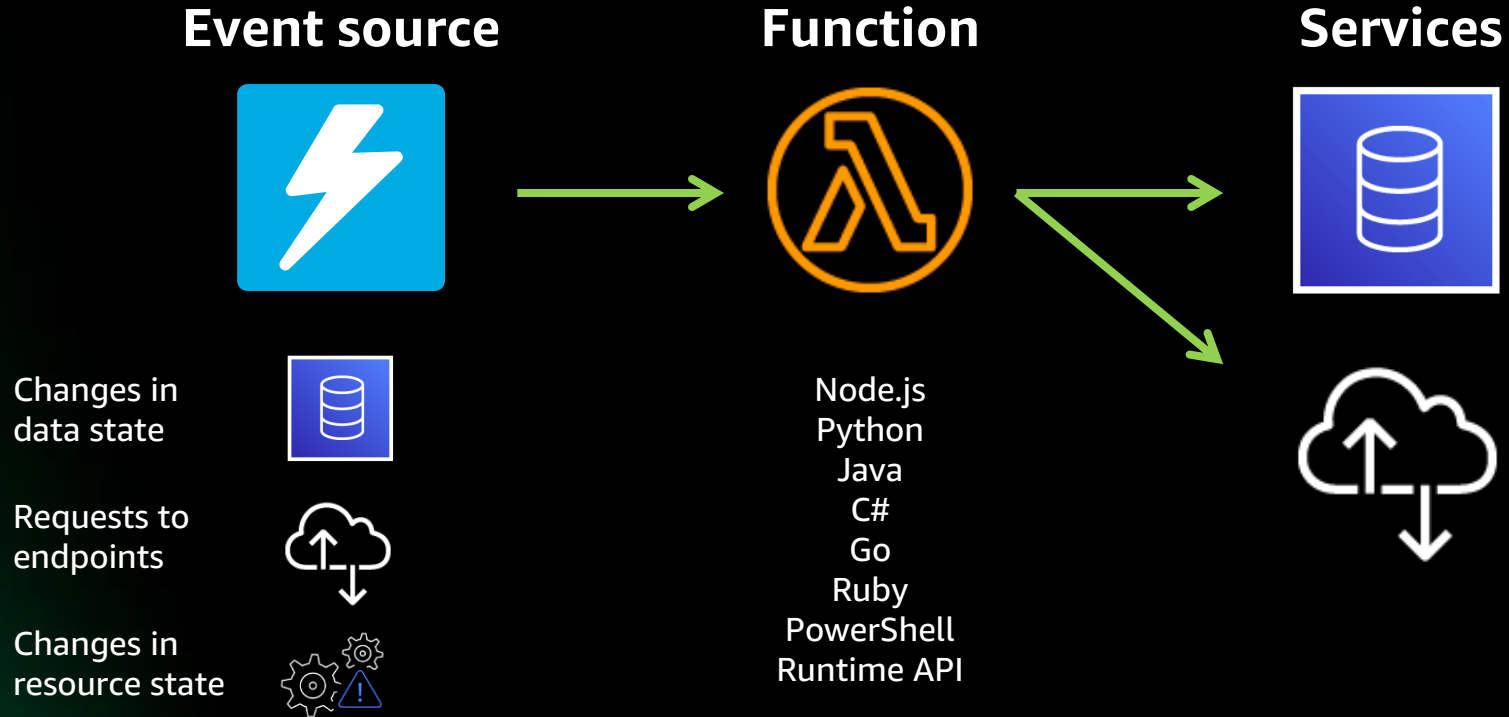 Event source
Function
Services
Changes in
data state
Requests to
endpoints
Changes in
resource state
Node.js
Python
Java
C#
Go
Ruby
PowerShell
Runtime API